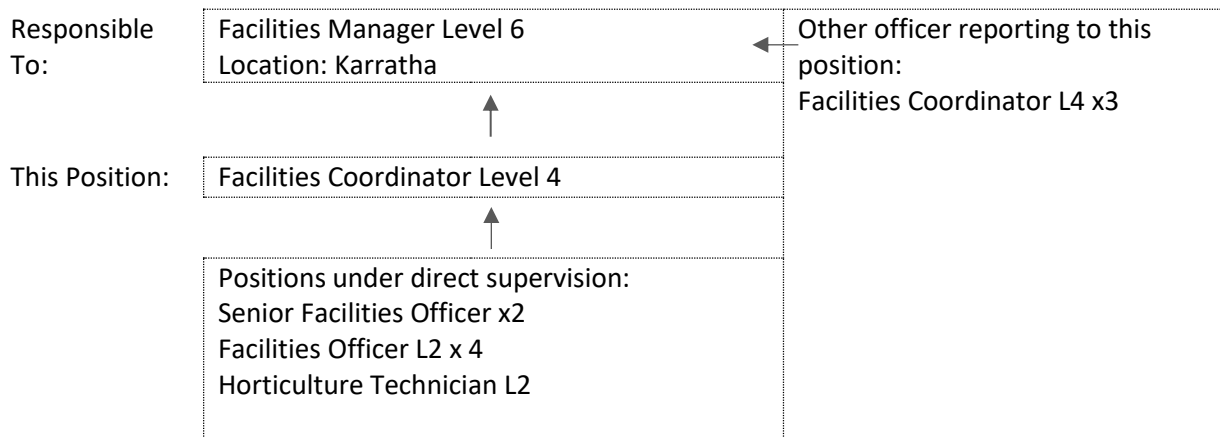 Responsible
To:
Facilities Manager Level 6
Location: Karratha
Other officer reporting to this
position:
Facilities Coordinator L4 x3
This Position:
Facilities Coordinator Level 4
Positions under direct supervision:
Senior Facilities Officer x2
Facilities Officer L2 x 4
Horticulture Technician L2